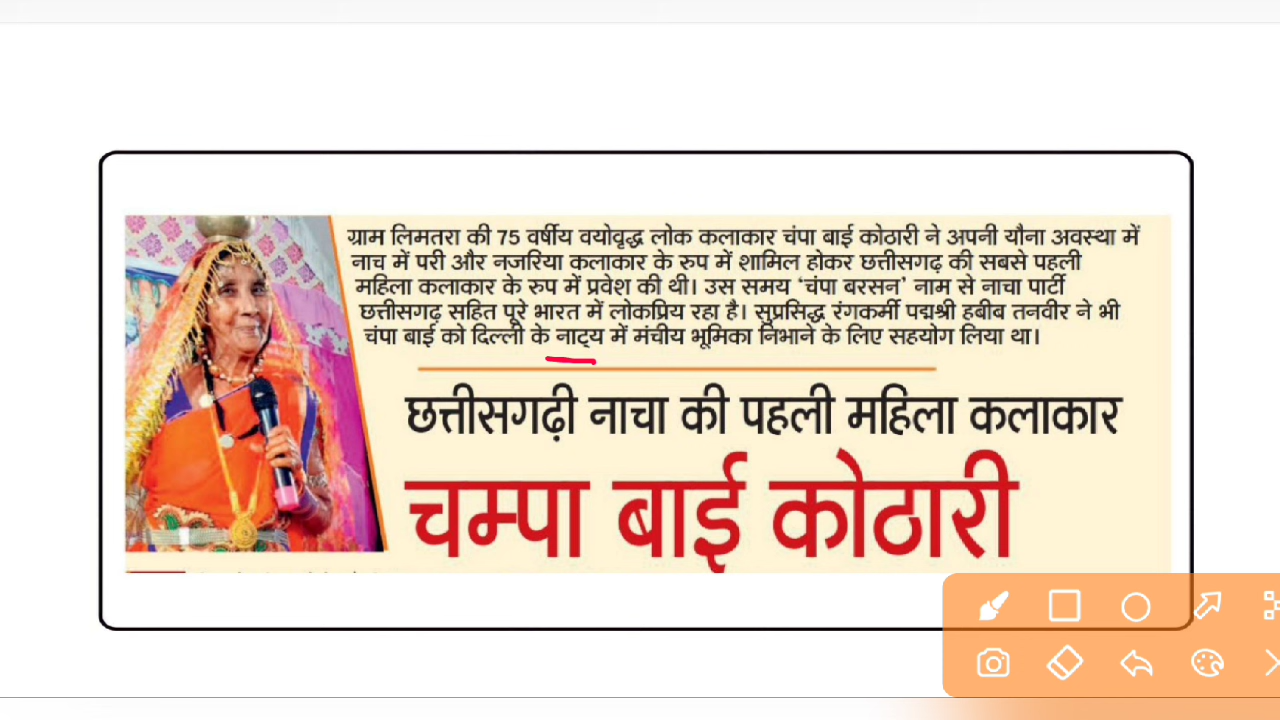 ग्राम लिमतरा की 75 वर्षीय वयोवृद्ध लोक कलाकार चंपा बाई कोठारी ने अपनी यौना अवस्था में
नाच में परी और नजरिया कलाकार के रुप में शामिल होकर छत्तीसगढ़ की सबसे पहली
महिला कलाकार के रुप में प्रवेश की थी। उस समय ‘चंपा बरसन’ नाम से नाचा पार्टी
छत्तीसगढ़ सहित पूरे भारत में लोकप्रिय रहा है। सुप्रसिद्ध रंगकर्मी पद्मश्री हबीब तनवीर ने भी
चंपा बाई को दिल्ली के नाट्य में मंचीय भूमिका निभाने के लिए सहयोग लिया था।
छत्तीसगढ़ी नाचा की पहली महिला कलाकार
चम्पा बाई कोठारी